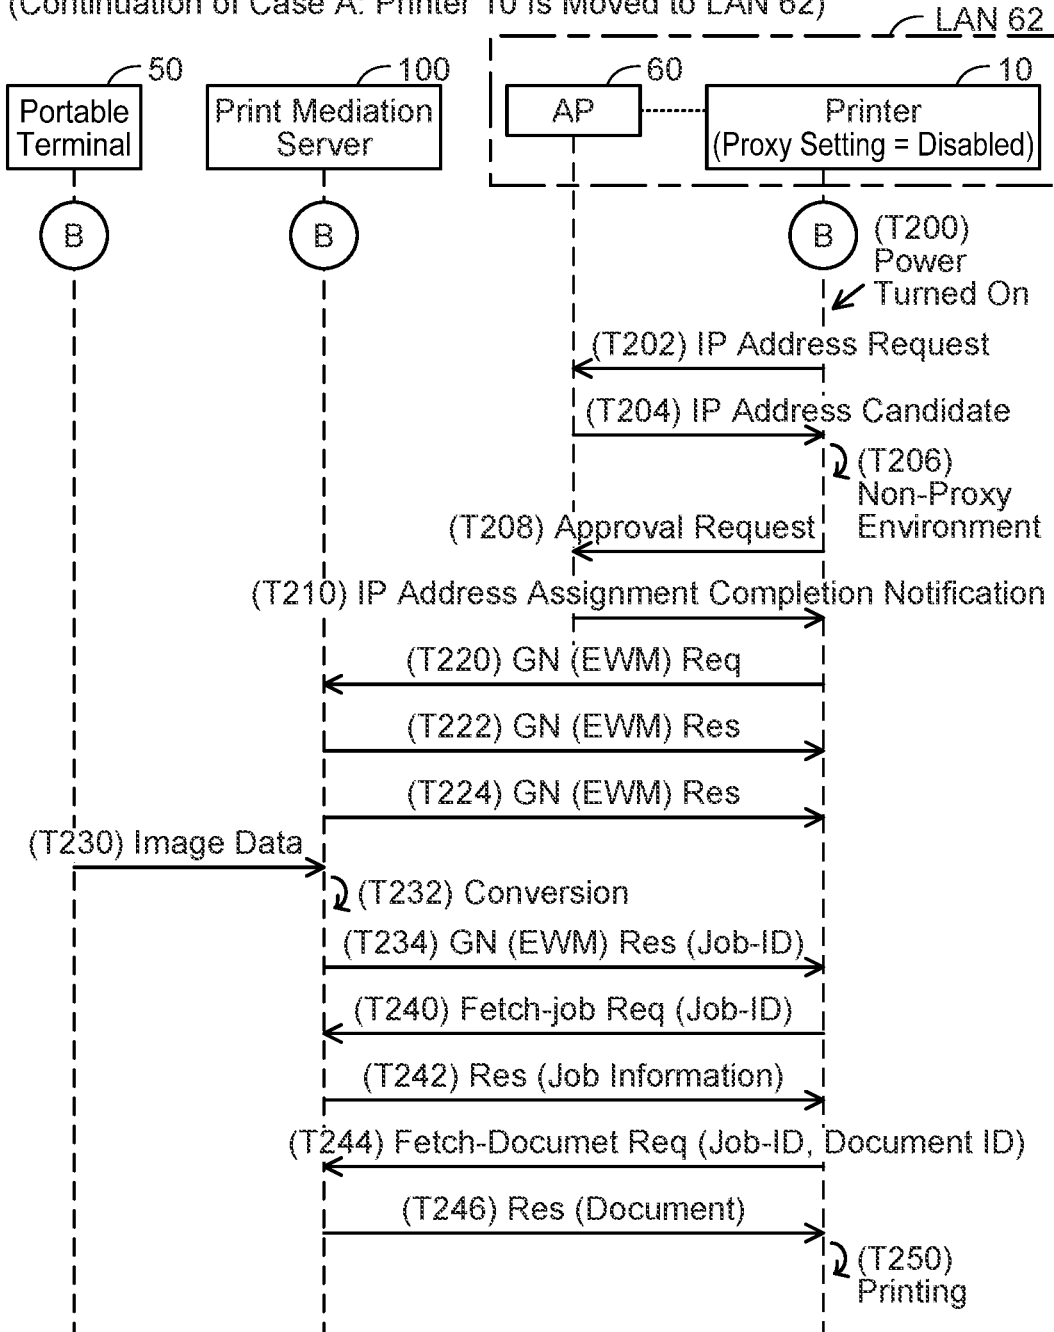 (Continuation of Case A: Printer 10 Is Moved to LAN 62)
LAN 62
50
100
60
10
Portable
Terminal
Print Mediation
Server
AP
Printer
(Proxy Setting = Disabled)
B
B
B
(T200)
Power
Turned On
(T202) IP Address Request
(T204) IP Address Candidate
(T206)
Non-Proxy
Environment
(T208) Approval Request
(T210) IP Address Assignment Completion Notification
(T220) GN (EWM) Req
(T222) GN (EWM) Res
(T224) GN (EWM) Res
(T230) Image Data
(T232) Conversion
(T234) GN (EWM) Res (Job-ID)
(T240) Fetch-job Req (Job-ID)
(T242) Res (Job Information)
(T244) Fetch-Documet Req (Job-ID, Document ID)
(T246) Res (Document)
(T250)
Printing